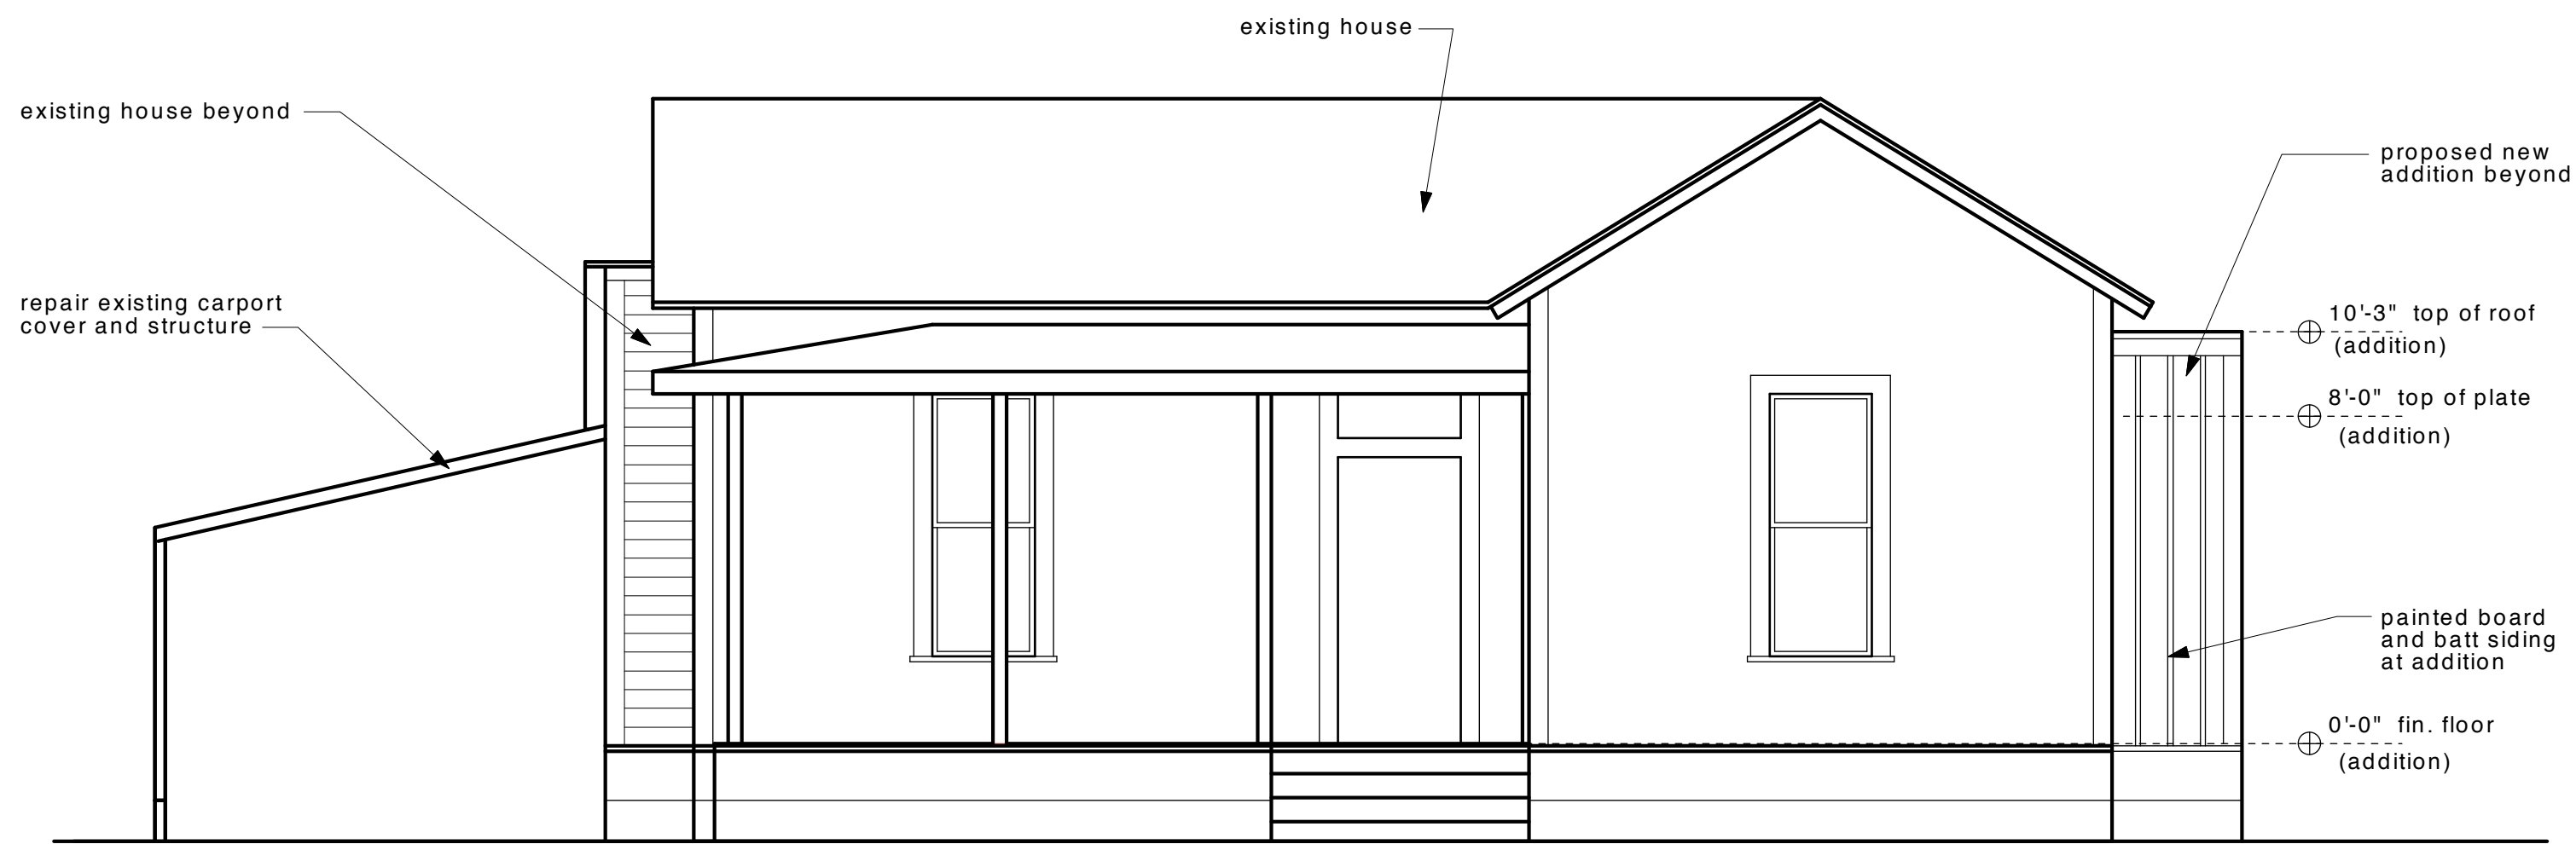 existing house
existing house beyond
proposed new
addition beyond
repair existing carport
cover and structure
10'-3" top of roof
(addition)
8'-0" top of plate
(addition)
painted board
and batt siding
at addition
0'-0" fin. floor
(addition)